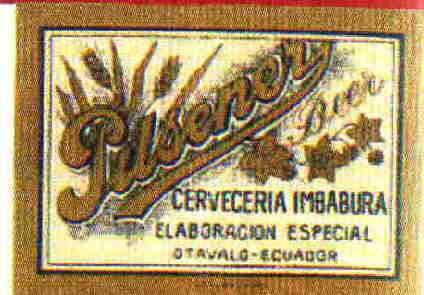 Pilsener
Beer
CERVECERIA IMBABURA
ELABORACION ESPECIAL
OTAVALO-ECUADOR